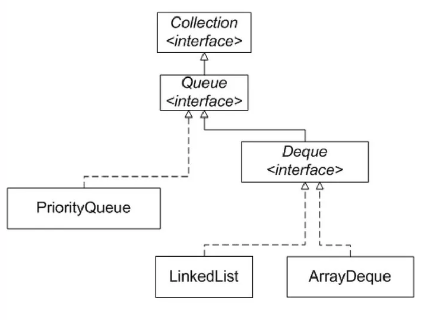 Collection
<interface>
Queue
<interface>
Deque
<interface>
PriorityQueue
LinkedList
ArrayDeque